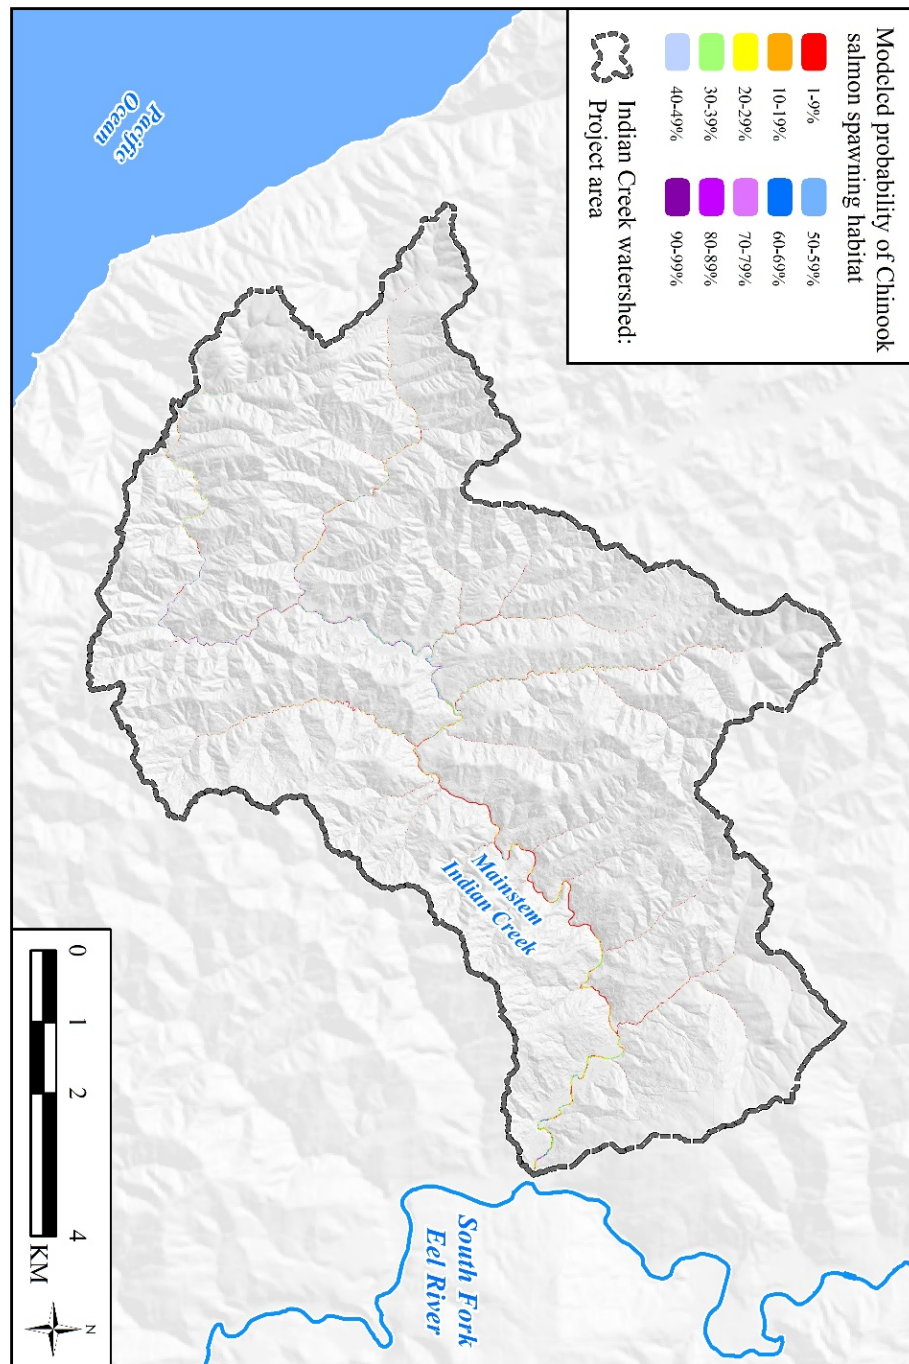 Modeled probability of Chinook
salmon spawning habitat
1-9%
10-19%
20-29%
30-39%
40-49%
50-59%
60-69%
70-79%
80-89%
90-99%
Indian Creek watershed:
Project area
Pacific
Ocean
Mainstem
Indian Creek
South Fork
Eel River
0
1
2
4
KM
N